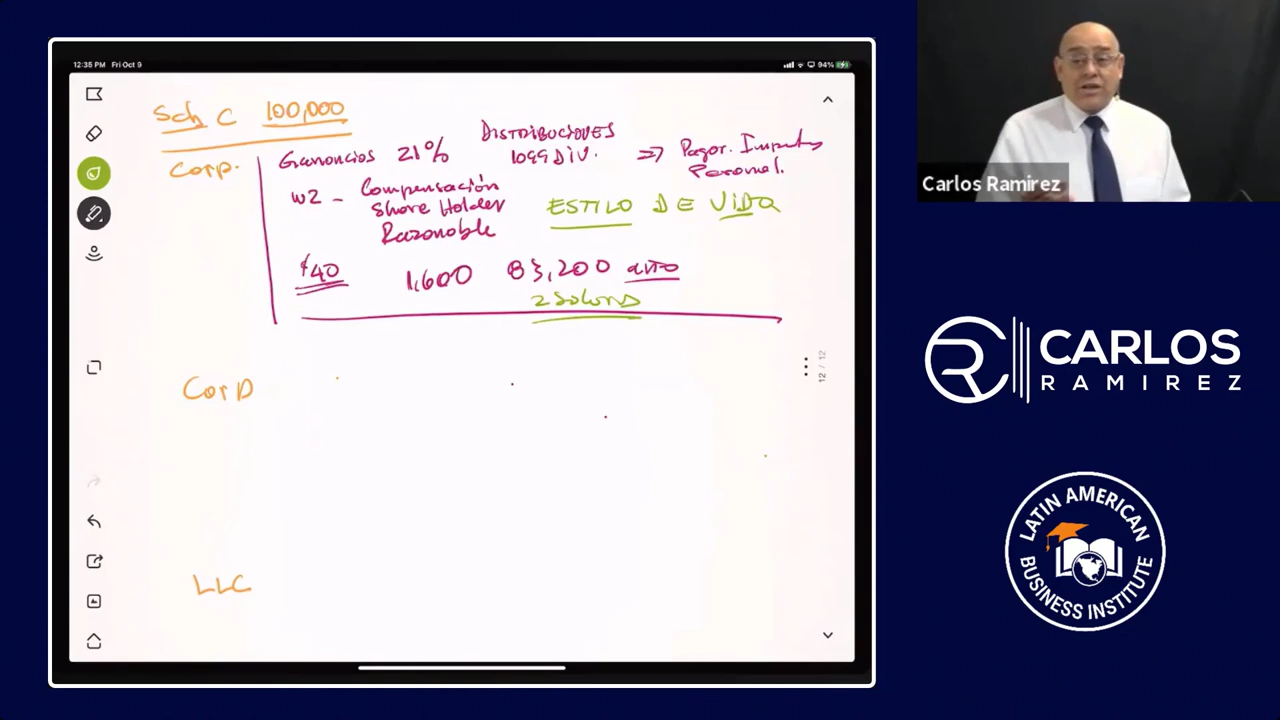 12:35 PM Fri Oct 9
94%
Sch C 100,000
Corp.
Ganancias 21%
DISTRIBUCIONES
1099 DIV.
=> Pagar. Impuestos
Personal.
W2 - Compensación
Share Holder
Razonable
ESTILO DE VIDA
$40 1,600 83,200 año
2 Salons
Corp
LLC
12 / 12
Carlos Ramirez
CARLOS
RAMIREZ
LATIN AMERICAN
BUSINESS INSTITUTE